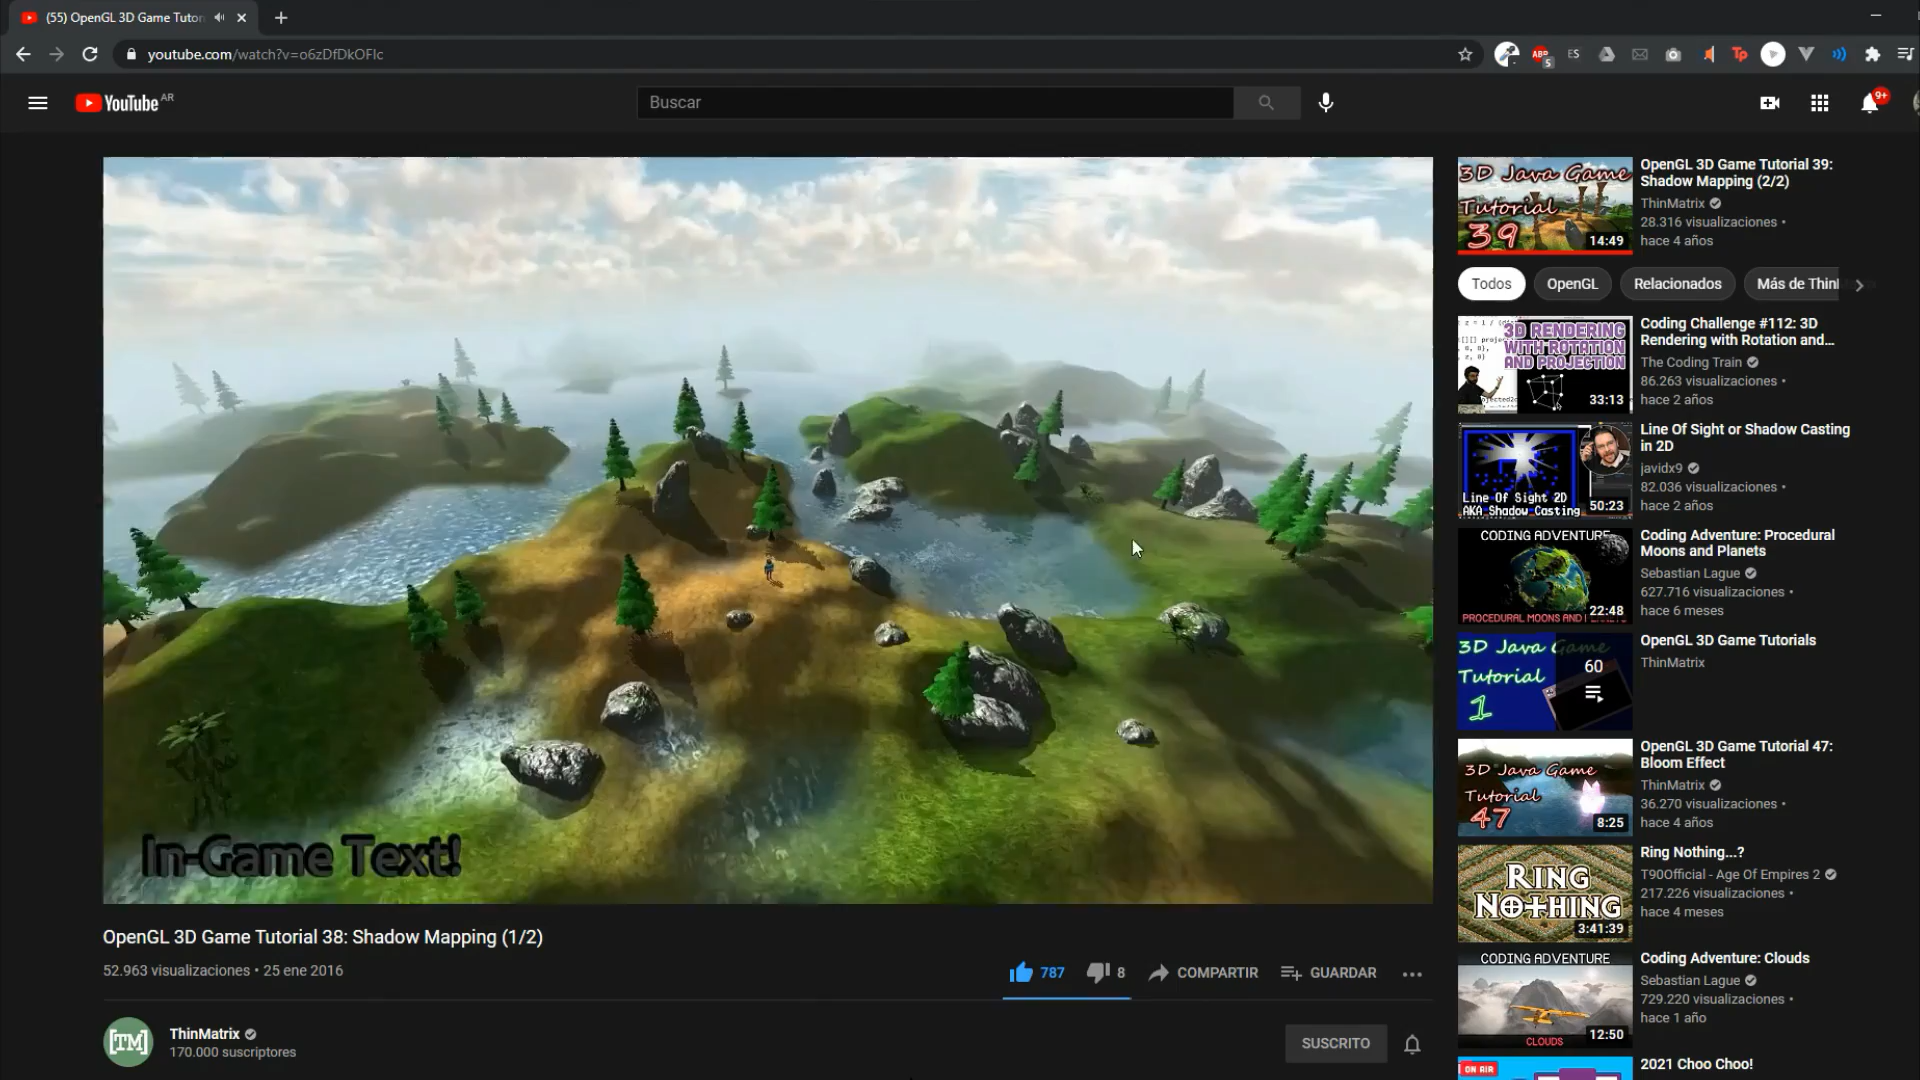 (55) OpenGL 3D Game Tutor
youtube.com/watch?v=o6zDfDkOFIc
ABP
5
ES
Tp
YouTube AR
Buscar
9+
In-Game Text!
OpenGL 3D Game Tutorial 38: Shadow Mapping (1/2)
52.963 visualizaciones • 25 ene 2016
787
8
COMPARTIR
GUARDAR
[TM]
ThinMatrix
170.000 suscriptores
SUSCRITO
3D Java Game
Tutorial
39
14:49
OpenGL 3D Game Tutorial 39:
Shadow Mapping (2/2)
ThinMatrix
28.316 visualizaciones •
hace 4 años
Todos
OpenGL
Relacionados
Más de Thin
3D RENDERING
WITH ROTATION
AND PROJECTION
33:13
Coding Challenge #112: 3D
Rendering with Rotation and...
The Coding Train
86.263 visualizaciones •
hace 2 años
Line Of Sight 2D
AKA Shadow Casting
50:23
Line Of Sight or Shadow Casting
in 2D
javidx9
82.036 visualizaciones •
hace 2 años
CODING ADVENTURE
PROCEDURAL MOONS AND
22:48
Coding Adventure: Procedural
Moons and Planets
Sebastian Lague
627.716 visualizaciones •
hace 6 meses
3D Java Game
Tutorial
1
60
OpenGL 3D Game Tutorials
ThinMatrix
3D Java Game
Tutorial
47
8:25
OpenGL 3D Game Tutorial 47:
Bloom Effect
ThinMatrix
36.270 visualizaciones •
hace 4 años
RING
NOTHING
3:41:39
Ring Nothing...?
T90Official - Age Of Empires 2
217.226 visualizaciones •
hace 4 meses
CODING ADVENTURE
CLOUDS
12:50
Coding Adventure: Clouds
Sebastian Lague
729.220 visualizaciones •
hace 1 año
ON AIR
2021 Choo Choo!